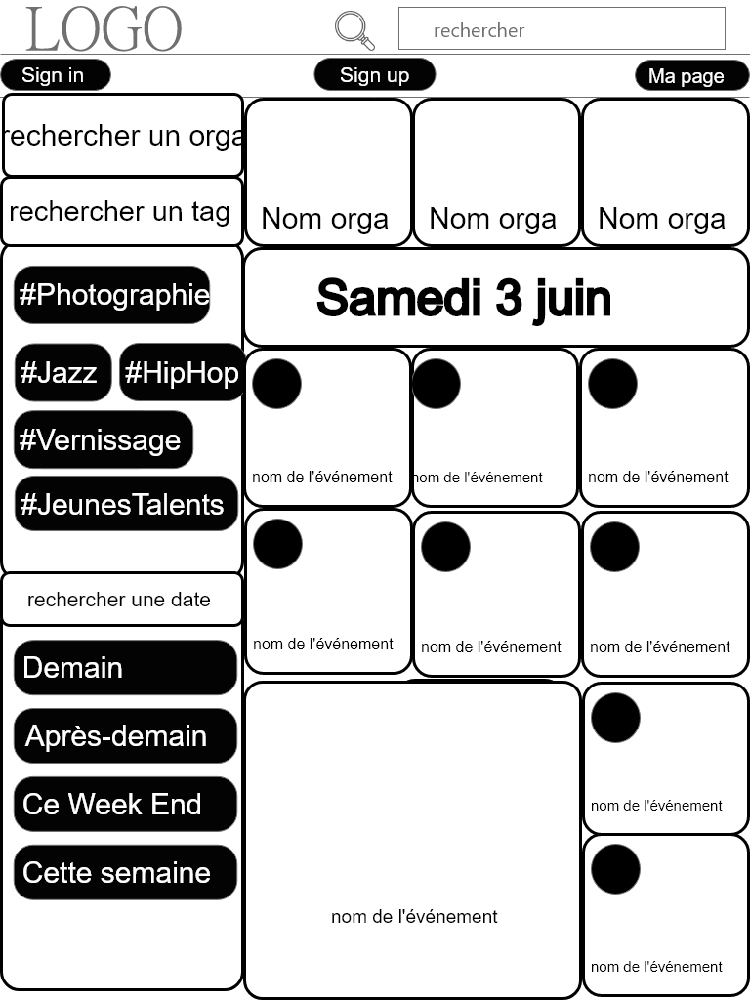 LOGO
rechercher
Sign in
Sign up
Ma page
rechercher un orga
rechercher un tag
#Photographie
#Jazz
#HipHop
#Vernissage
#JeunesTalents
rechercher une date
Demain
Après-demain
Ce Week End
Cette semaine
Nom orga
Nom orga
Nom orga
Samedi 3 juin
nom de l'événement
nom de l'événement
nom de l'événement
nom de l'événement
nom de l'événement
nom de l'événement
nom de l'événement
nom de l'événement
nom de l'événement